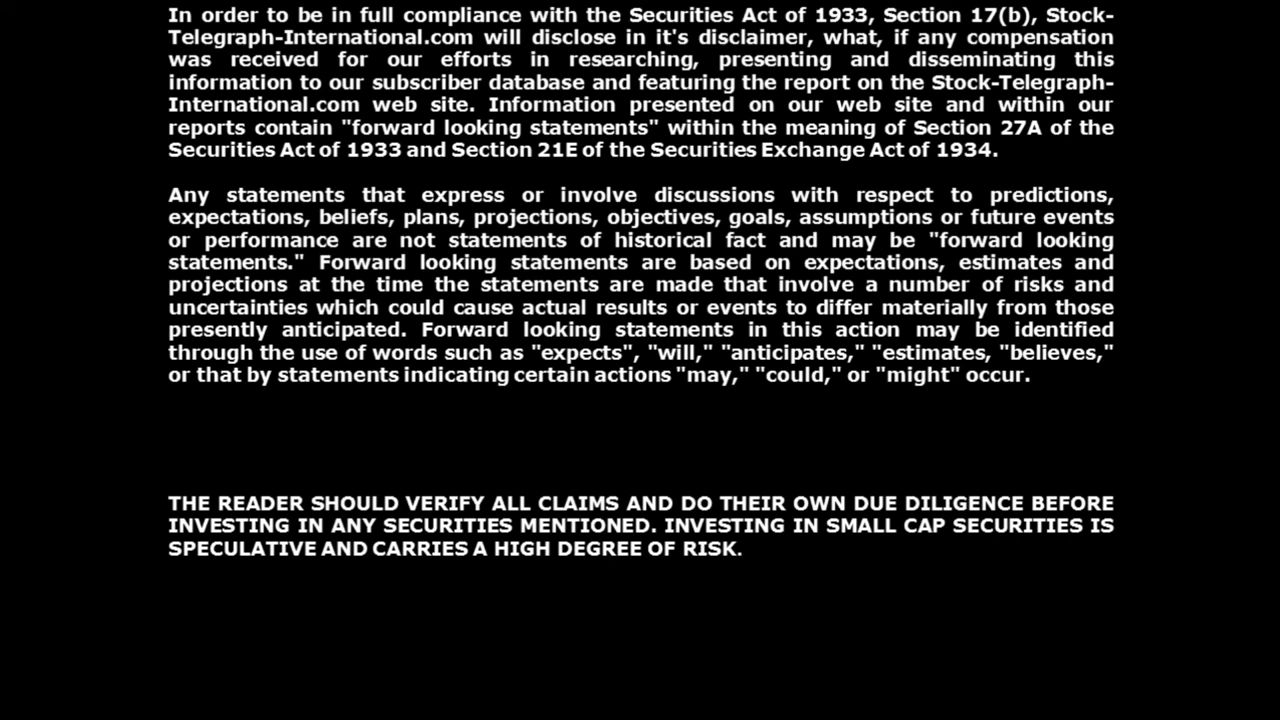 In order to be in full compliance with the Securities Act of 1933, Section 17(b), Stock-
Telegraph-International.com will disclose in it's disclaimer, what, if any compensation
was received for our efforts in researching, presenting and disseminating this
information to our subscriber database and featuring the report on the Stock-Telegraph-
International.com web site. Information presented on our web site and within our
reports contain "forward looking statements" within the meaning of Section 27A of the
Securities Act of 1933 and Section 21E of the Securities Exchange Act of 1934.
Any statements that express or involve discussions with respect to predictions,
expectations, beliefs, plans, projections, objectives, goals, assumptions or future events
or performance are not statements of historical fact and may be "forward looking
statements." Forward looking statements are based on expectations, estimates and
projections at the time the statements are made that involve a number of risks and
uncertainties which could cause actual results or events to differ materially from those
presently anticipated. Forward looking statements in this action may be identified
through the use of words such as "expects", "will," "anticipates," "estimates, "believes,"
or that by statements indicating certain actions "may," "could," or "might" occur.
THE READER SHOULD VERIFY ALL CLAIMS AND DO THEIR OWN DUE DILIGENCE BEFORE
INVESTING IN ANY SECURITIES MENTIONED. INVESTING IN SMALL CAP SECURITIES IS
SPECULATIVE AND CARRIES A HIGH DEGREE OF RISK.